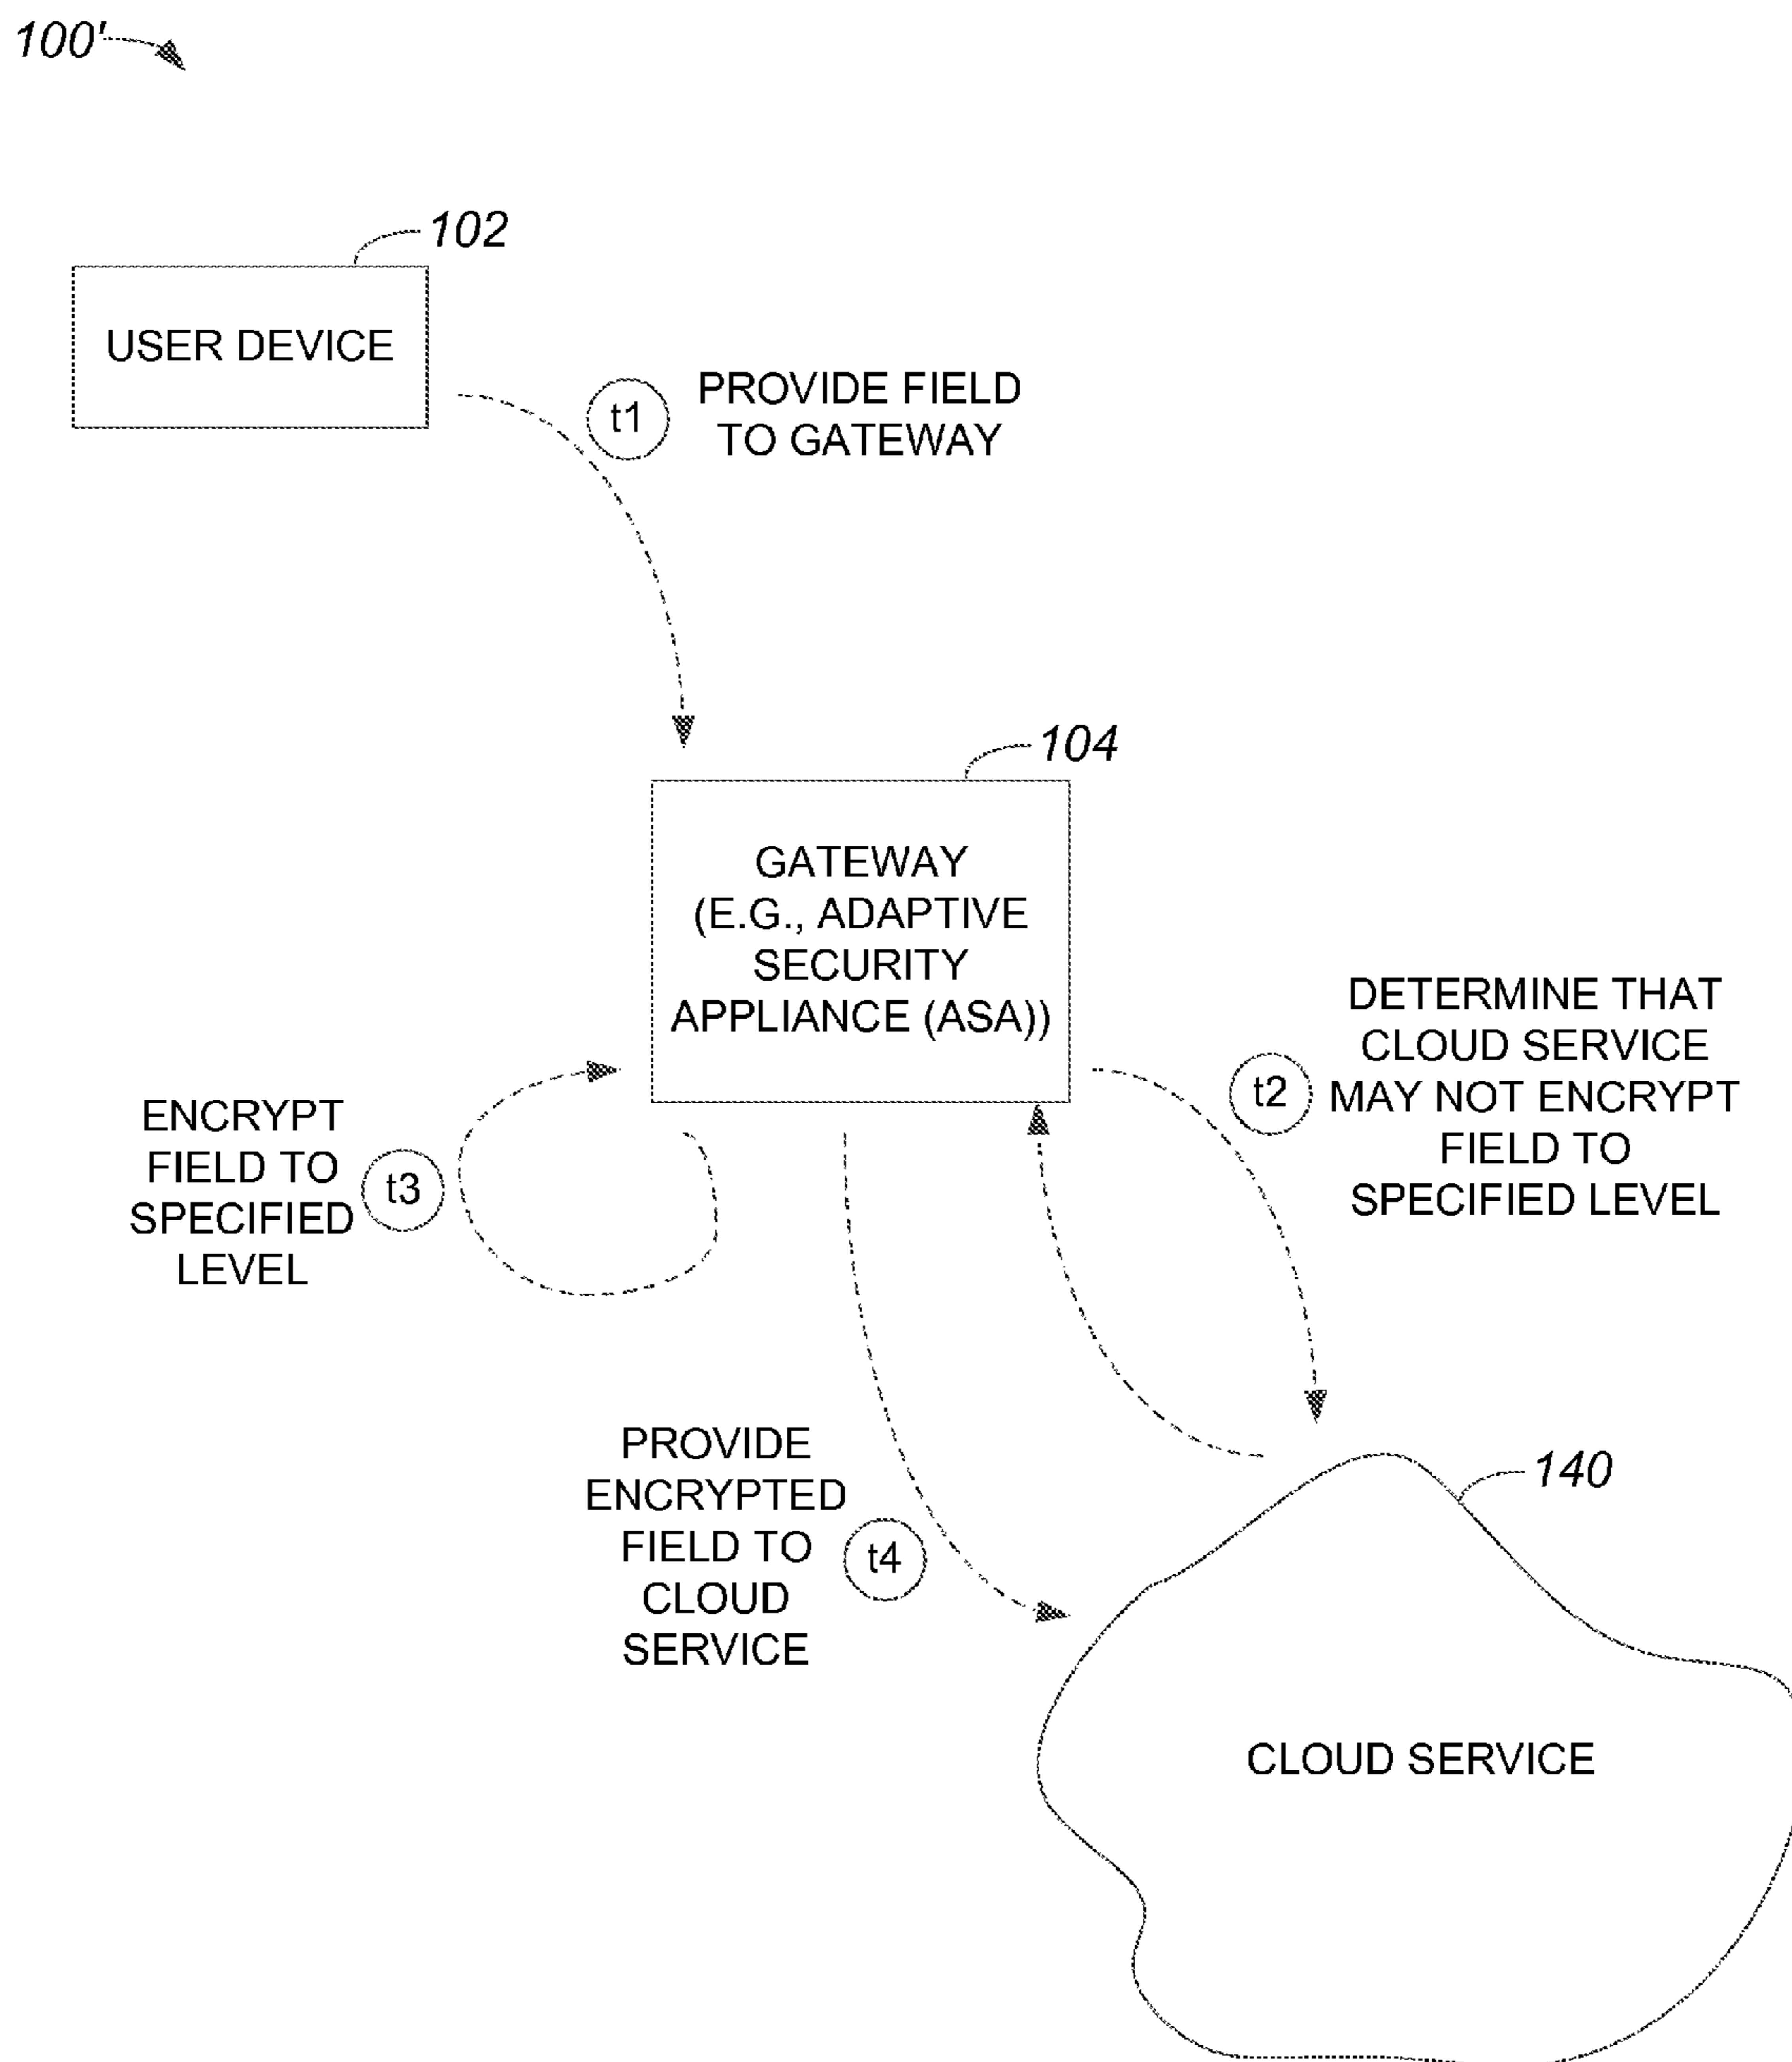 100'
102
USER DEVICE
t1
PROVIDE FIELD
TO GATEWAY
104
GATEWAY
(E.G., ADAPTIVE
SECURITY
APPLIANCE (ASA))
t2
DETERMINE THAT
CLOUD SERVICE
MAY NOT ENCRYPT
FIELD TO
SPECIFIED LEVEL
ENCRYPT
FIELD TO
SPECIFIED
LEVEL
t3
PROVIDE
ENCRYPTED
FIELD TO
CLOUD
SERVICE
t4
140
CLOUD SERVICE